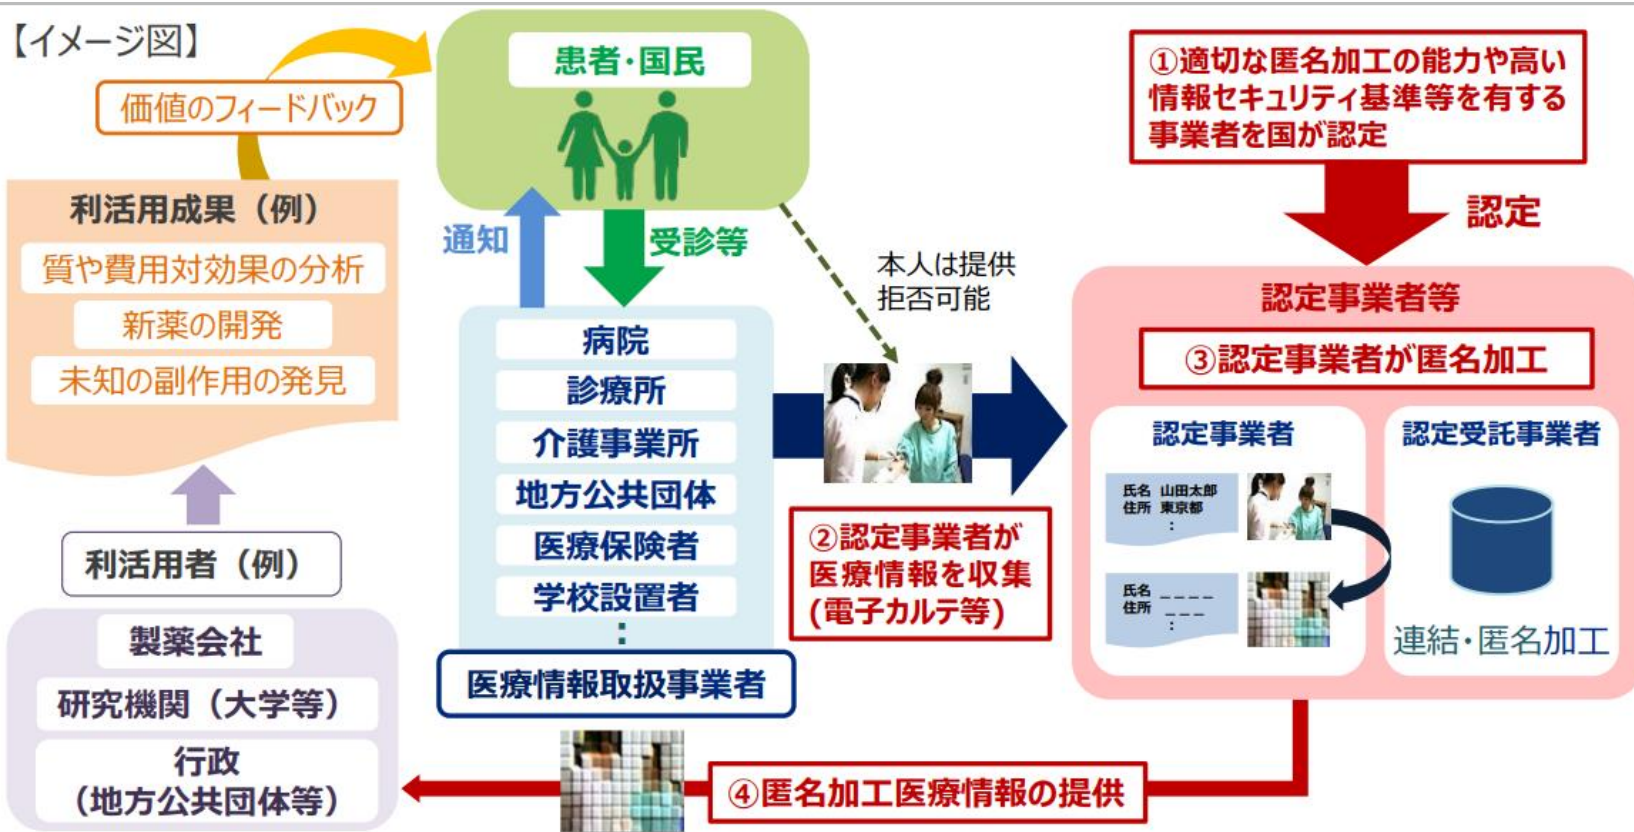 【イメージ図】
価値のフィードバック
利活用成果（例）
質や費用対効果の分析
新薬の開発
未知の副作用の発見
利活用者（例）
製薬会社
研究機関（大学等）
行政
（地方公共団体等）
患者・国民
通知
受診等
本人は提供
拒否可能
病院
診療所
介護事業所
地方公共団体
医療保険者
学校設置者
：
医療情報取扱事業者
②認定事業者が
医療情報を収集
(電子カルテ等)
①適切な匿名加工の能力や高い
情報セキュリティ基準等を有する
事業者を国が認定
認定
認定事業者等
③認定事業者が匿名加工
認定事業者
氏名 山田太郎
住所 東京都
：
氏名 ＿＿＿＿
住所 ＿＿＿
：
認定受託事業者
連結・匿名加工
④匿名加工医療情報の提供